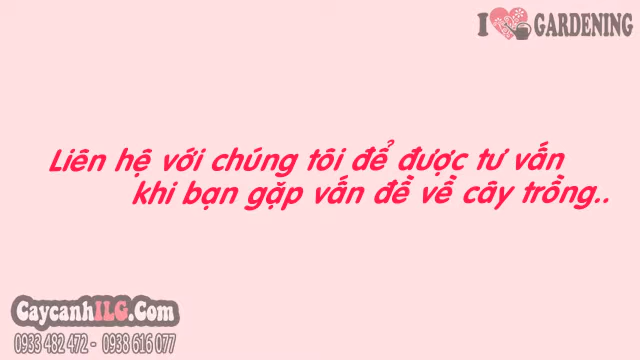 I GARDENING
Liên hệ với chúng tôi để được tư vấn
khi bạn gặp vấn đề về cây trồng..
CaycanhILG.Com
0933 482 472 - 0938 616 077